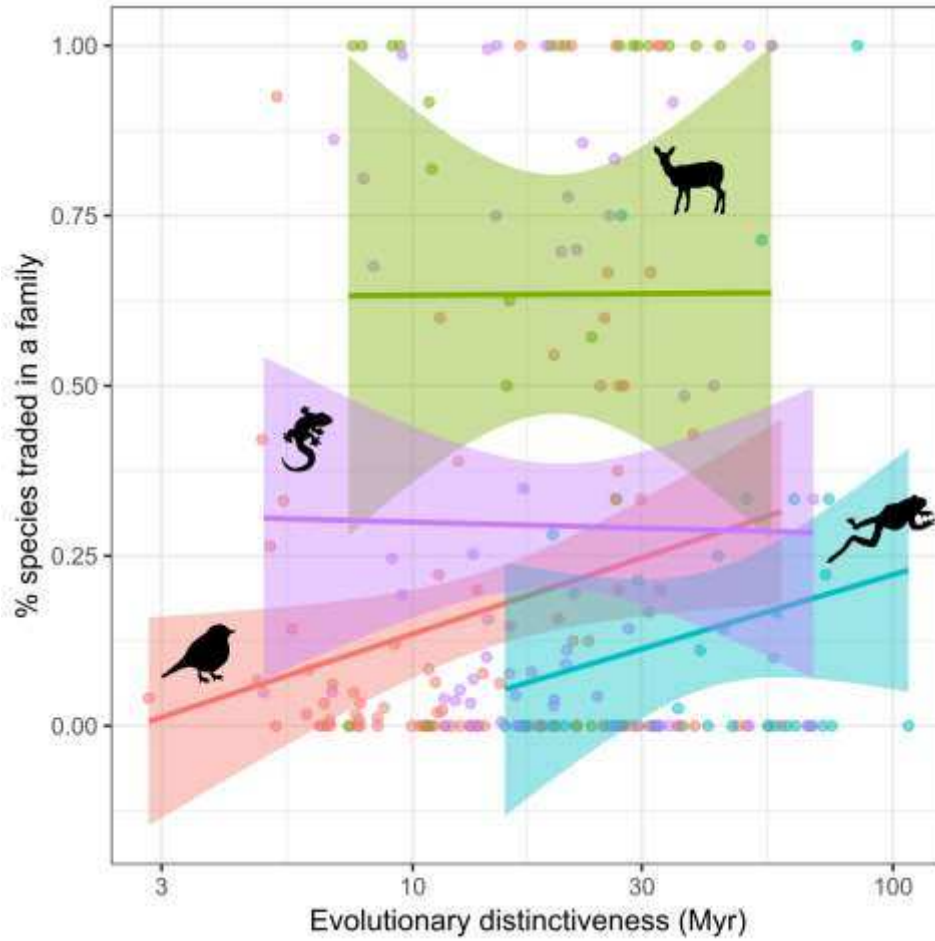 1.00
0.75
0.50
0.25
0.00
% species traded in a family
3 10 30 100
Evolutionary distinctiveness (Myr)